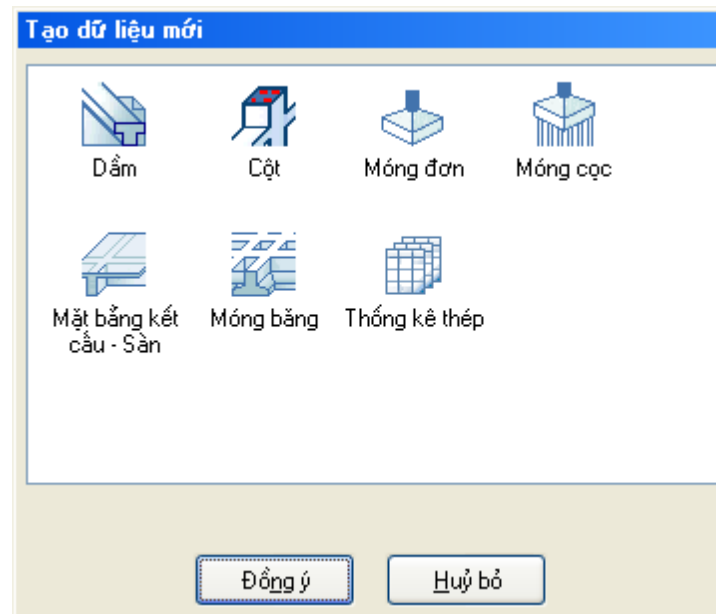 Tạo dữ liệu mới
Dầm
Cột
Móng đơn
Móng cọc
Mặt bằng kết
cấu - Sàn
Móng băng
Thống kê thép
Đồng ý
Huỷ bỏ